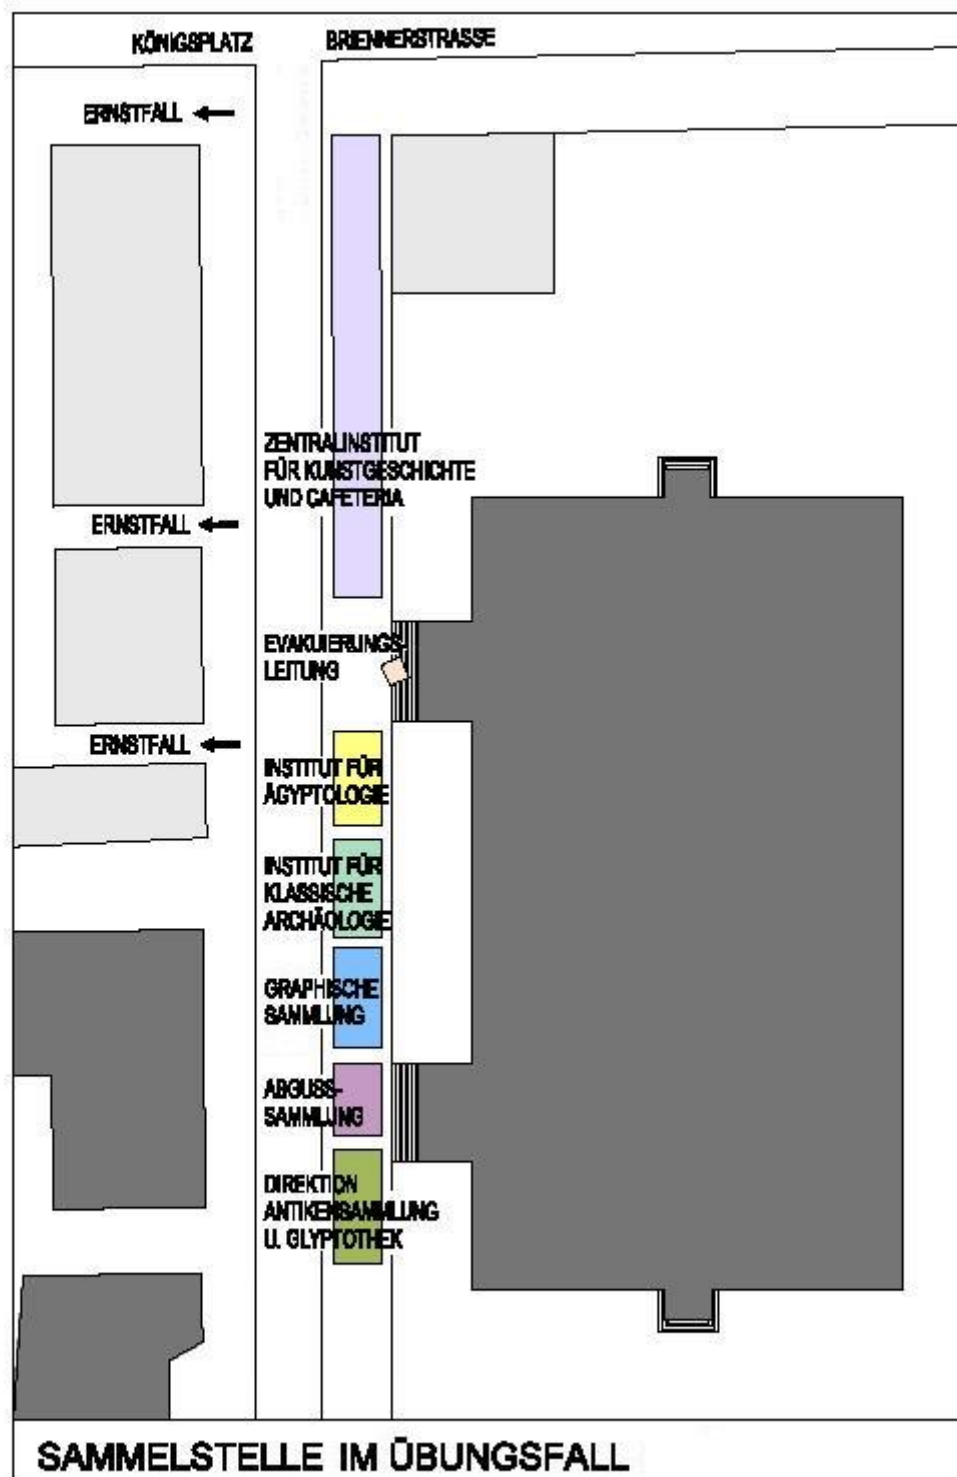 KÖNIGSPLATZ
BRIENNERSTRASSE
ERNSTFALL
ZENTRALINSTITUT
FÜR KUNSTGESCHICHTE
UND CAFETERIA
ERNSTFALL
EVAKUIERUNGS-
LEITUNG
ERNSTFALL
INSTITUT FÜR
ÄGYPTOLOGIE
INSTITUT FÜR
KLASSISCHE
ARCHÄOLOGIE
GRAPHISCHE
SAMMLUNG
ABGUSS-
SAMMLUNG
DIREKTION
ANTIKENSAMMLUNG
U. GLYPTOTHEK
SAMMELSTELLE IM ÜBUNGSFALL